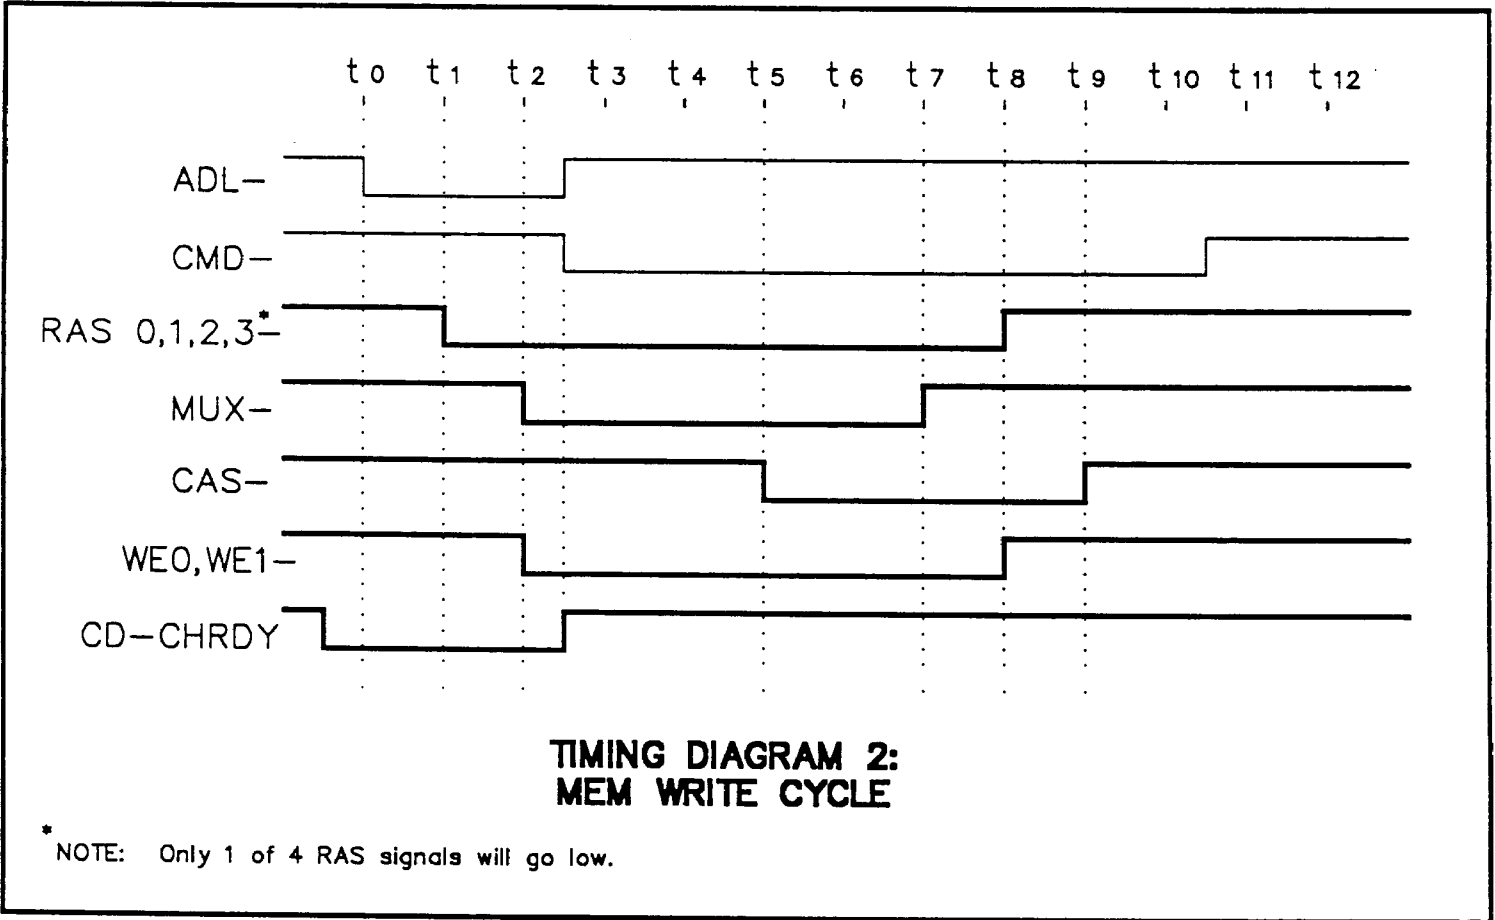 t0 t1 t2 t3 t4 t5 t6 t7 t8 t9 t10 t11 t12
ADL-
CMD-
RAS 0,1,2,3*-
MUX-
CAS-
WE0,WE1-
CD-CHRDY
TIMING DIAGRAM 2:
MEM WRITE CYCLE
*NOTE: Only 1 of 4 RAS signals will go low.